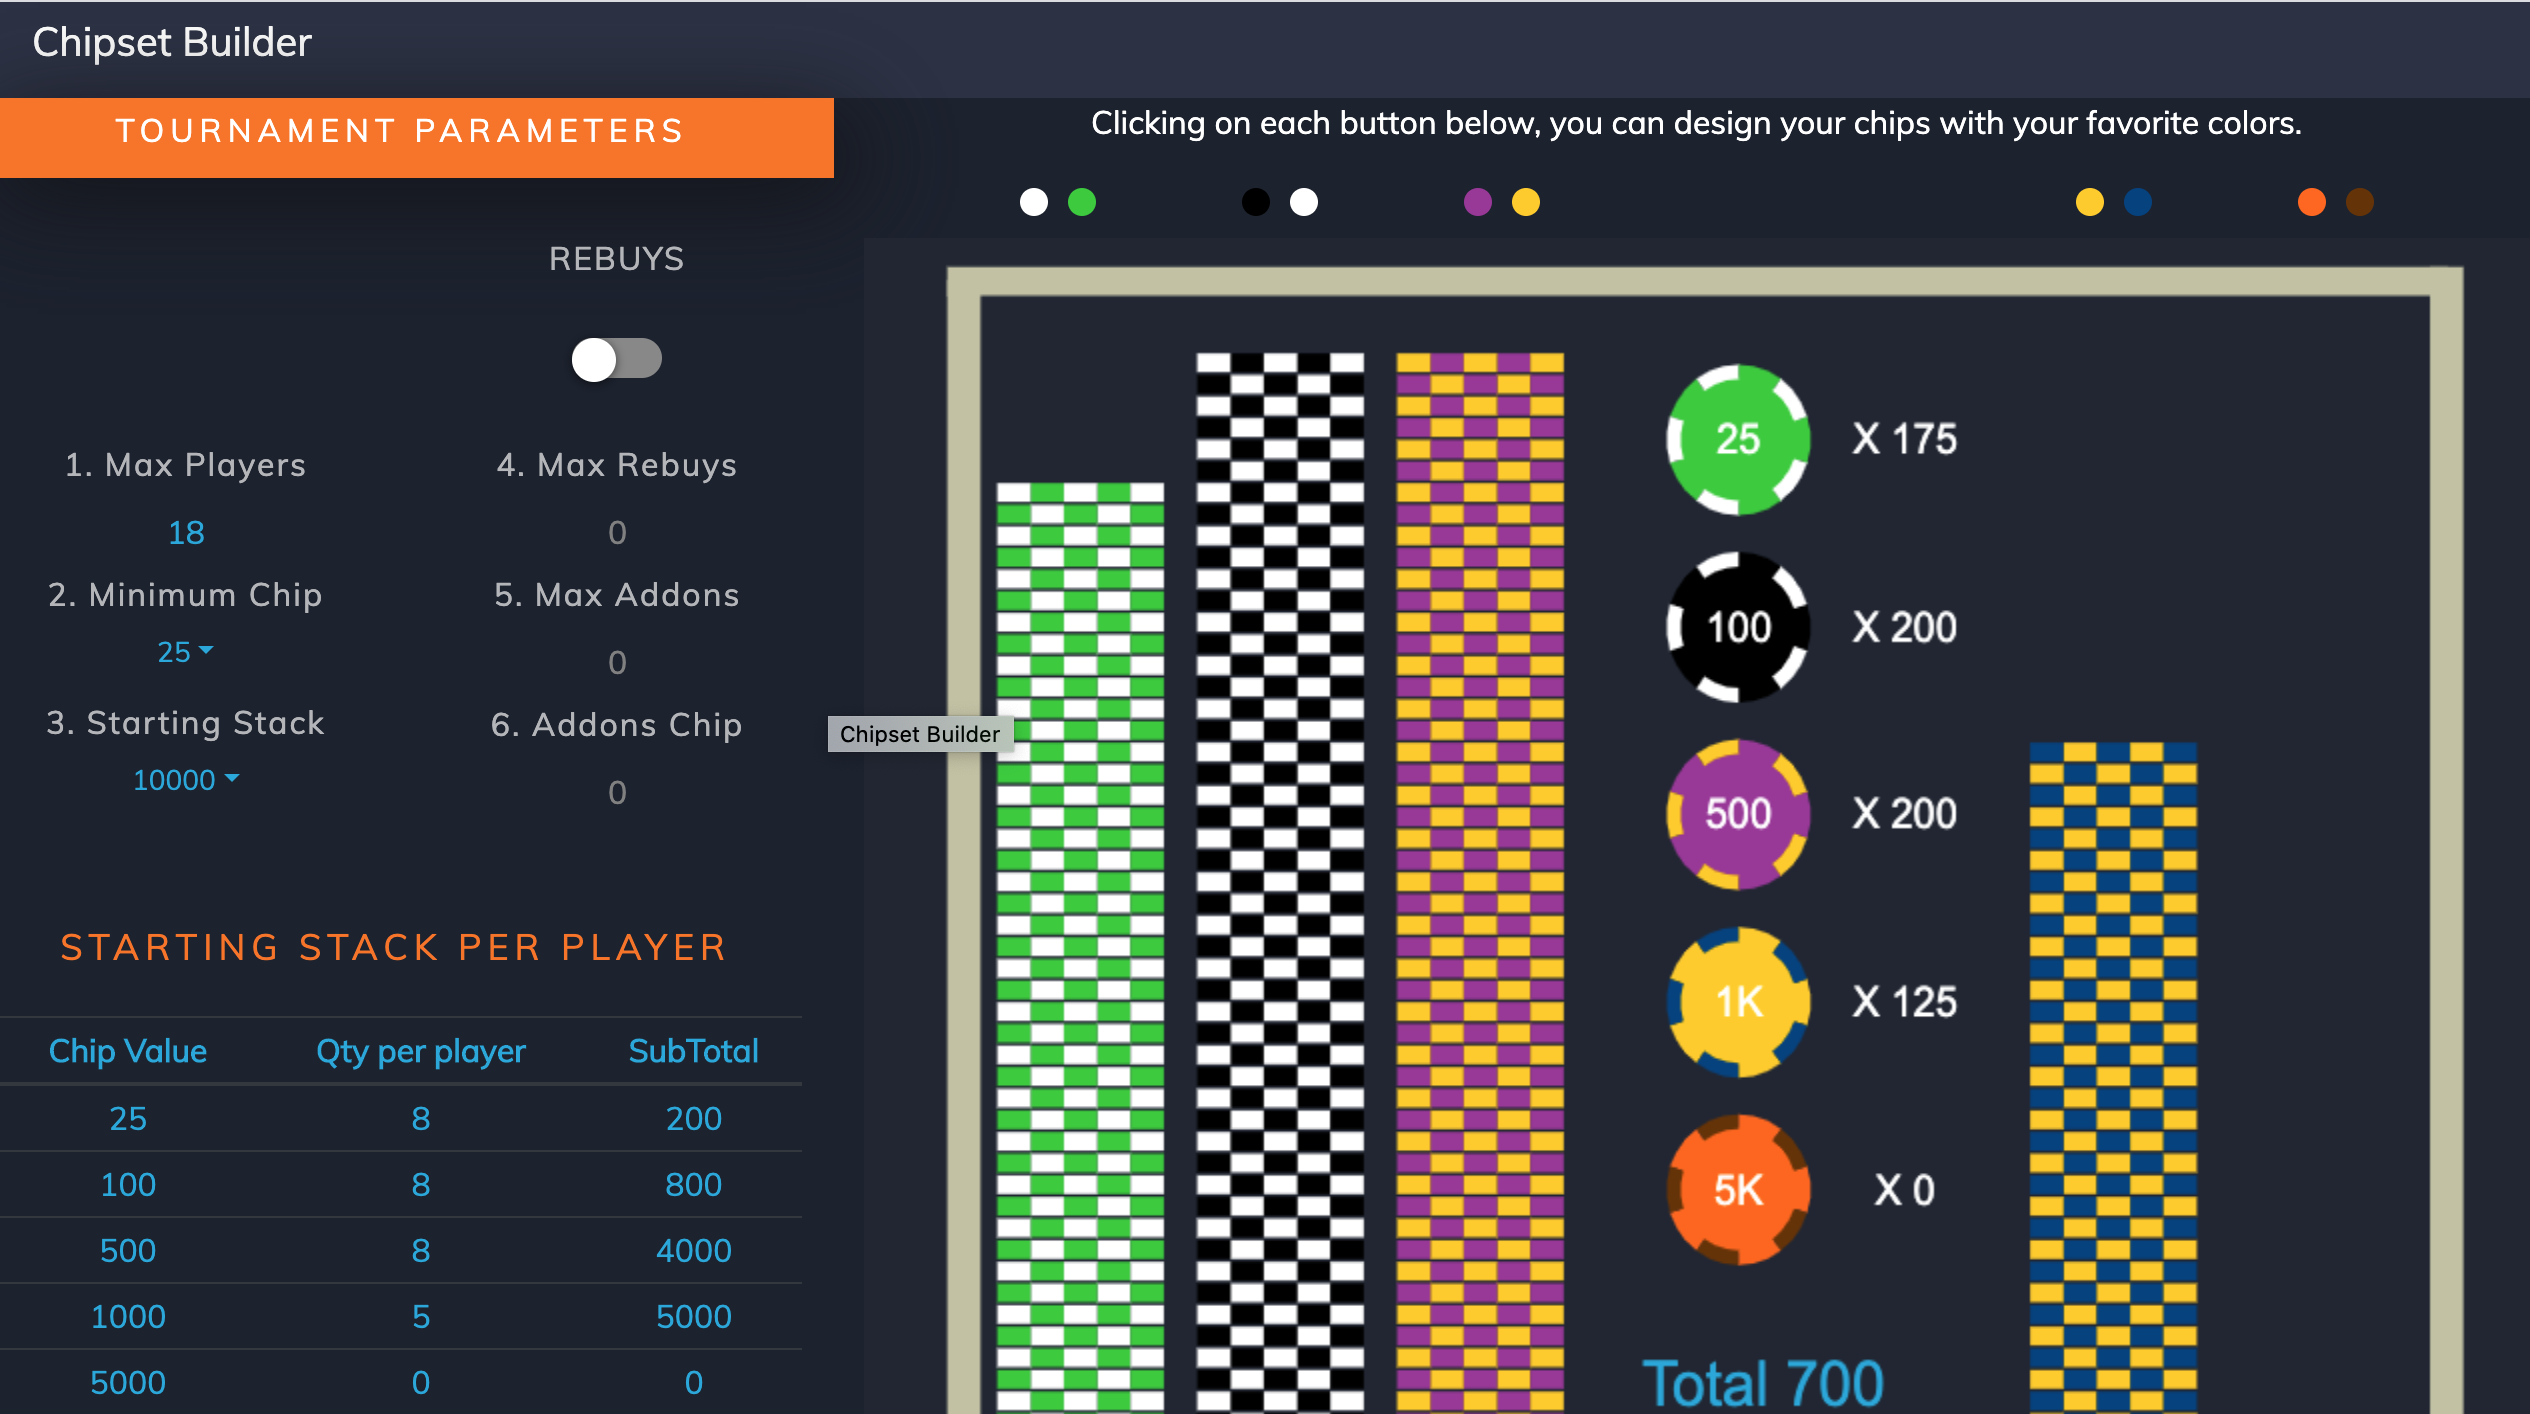 Chipset Builder
TOURNAMENT PARAMETERS
Clicking on each button below, you can design your chips with your favorite colors.
REBUYS
1. Max Players
18
4. Max Rebuys
0
2. Minimum Chip
25
5. Max Addons
0
3. Starting Stack
10000
6. Addons Chip
0
Chipset Builder
STARTING STACK PER PLAYER
Chip Value Qty per player SubTotal
25 8 200
100 8 800
500 8 4000
1000 5 5000
5000 0 0
25 X 175
100 X 200
500 X 200
1K X 125
5K X 0
Total 700